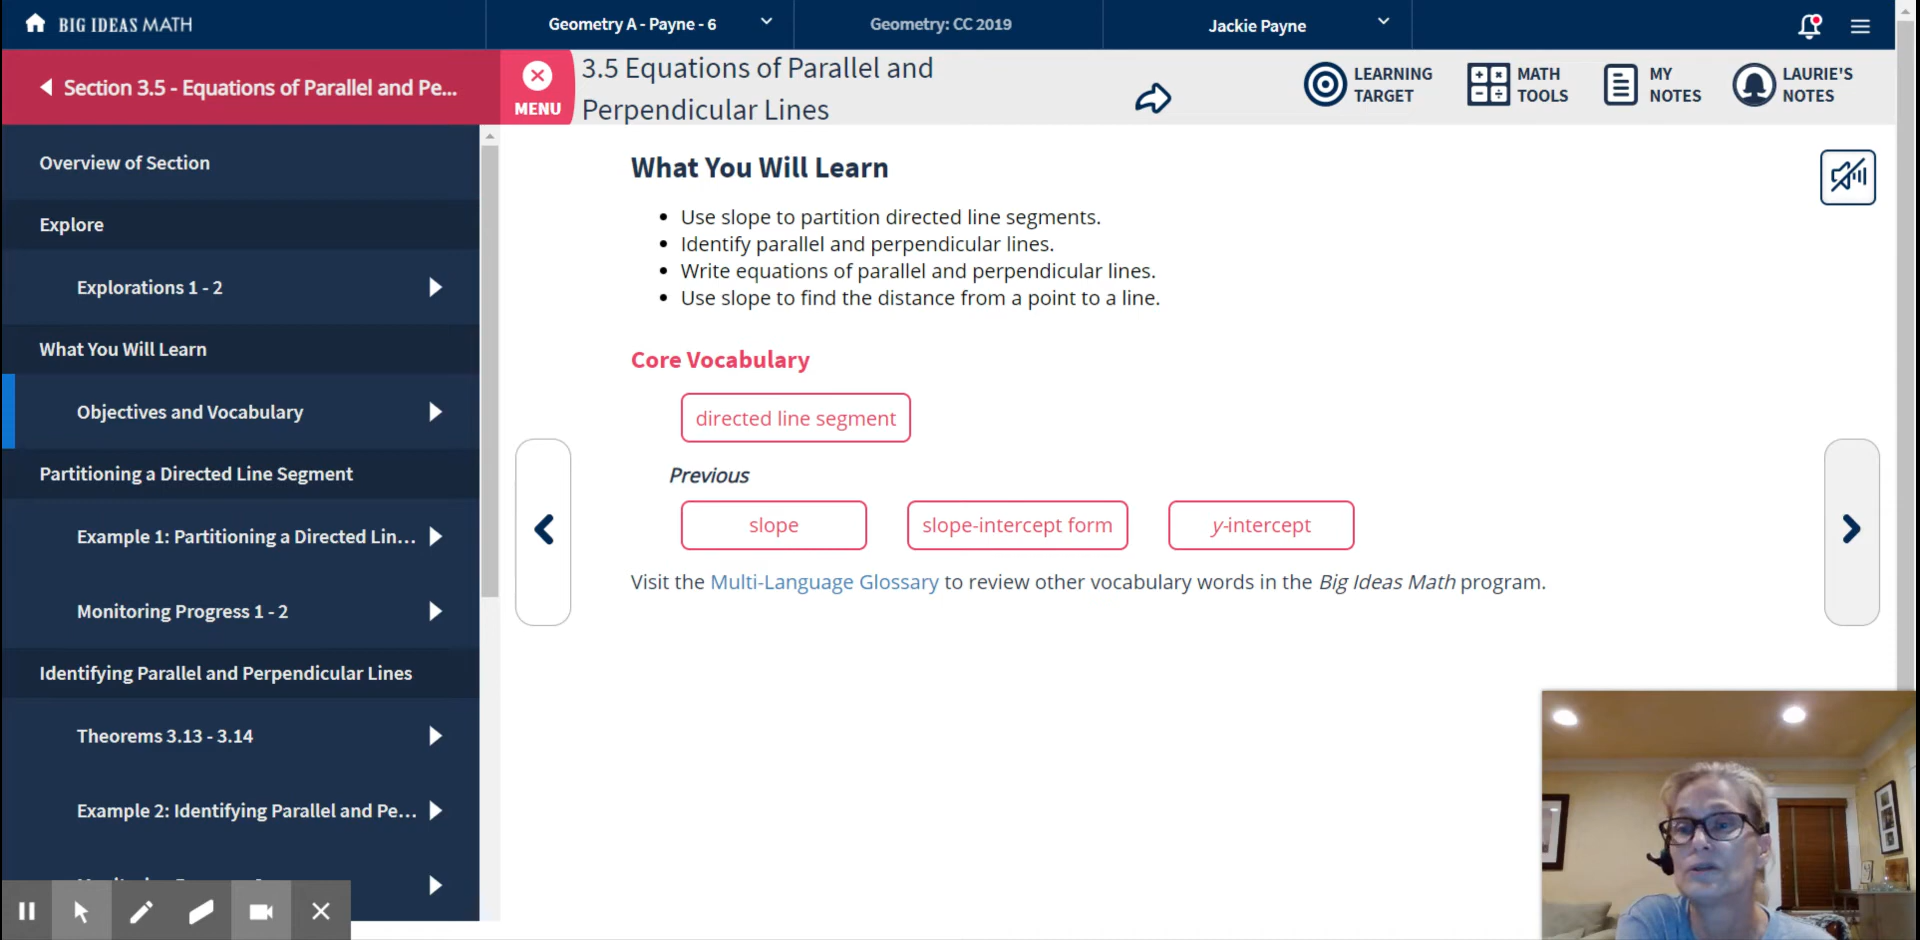 BIG IDEAS MATH
Geometry A - Payne - 6
Geometry: CC 2019
Jackie Payne
Section 3.5 - Equations of Parallel and Pe...
MENU
3.5 Equations of Parallel and
Perpendicular Lines
LEARNING
TARGET
MATH
TOOLS
MY
NOTES
LAURIE'S
NOTES
Overview of Section
Explore
Explorations 1 - 2
What You Will Learn
Objectives and Vocabulary
Partitioning a Directed Line Segment
Example 1: Partitioning a Directed Lin...
Monitoring Progress 1 - 2
Identifying Parallel and Perpendicular Lines
Theorems 3.13 - 3.14
Example 2: Identifying Parallel and Pe...
What You Will Learn
• Use slope to partition directed line segments.
• Identify parallel and perpendicular lines.
• Write equations of parallel and perpendicular lines.
• Use slope to find the distance from a point to a line.
Core Vocabulary
directed line segment
Previous
slope
slope-intercept form
y-intercept
Visit the Multi-Language Glossary to review other vocabulary words in the Big Ideas Math program.